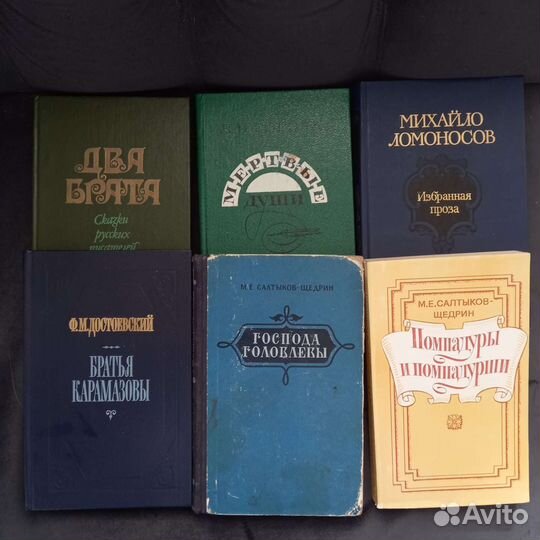 ДВА
БРАТА
Сказки
русских
писателей
МЕРТВЫЕ
ДУШИ
МИХАЙЛО
ЛОМОНОСОВ
Избранная
проза
Ф.М.ДОСТОЕВСКИЙ
БРАТЬЯ
КАРАМАЗОВЫ
М.Е.САЛТЫКОВ-ЩЕДРИН
ГОСПОДА
ГОЛОВЛЕВЫ
М.Е.САЛТЫКОВ-
ЩЕДРИН
Помпадуры
и помпадурши
Avito